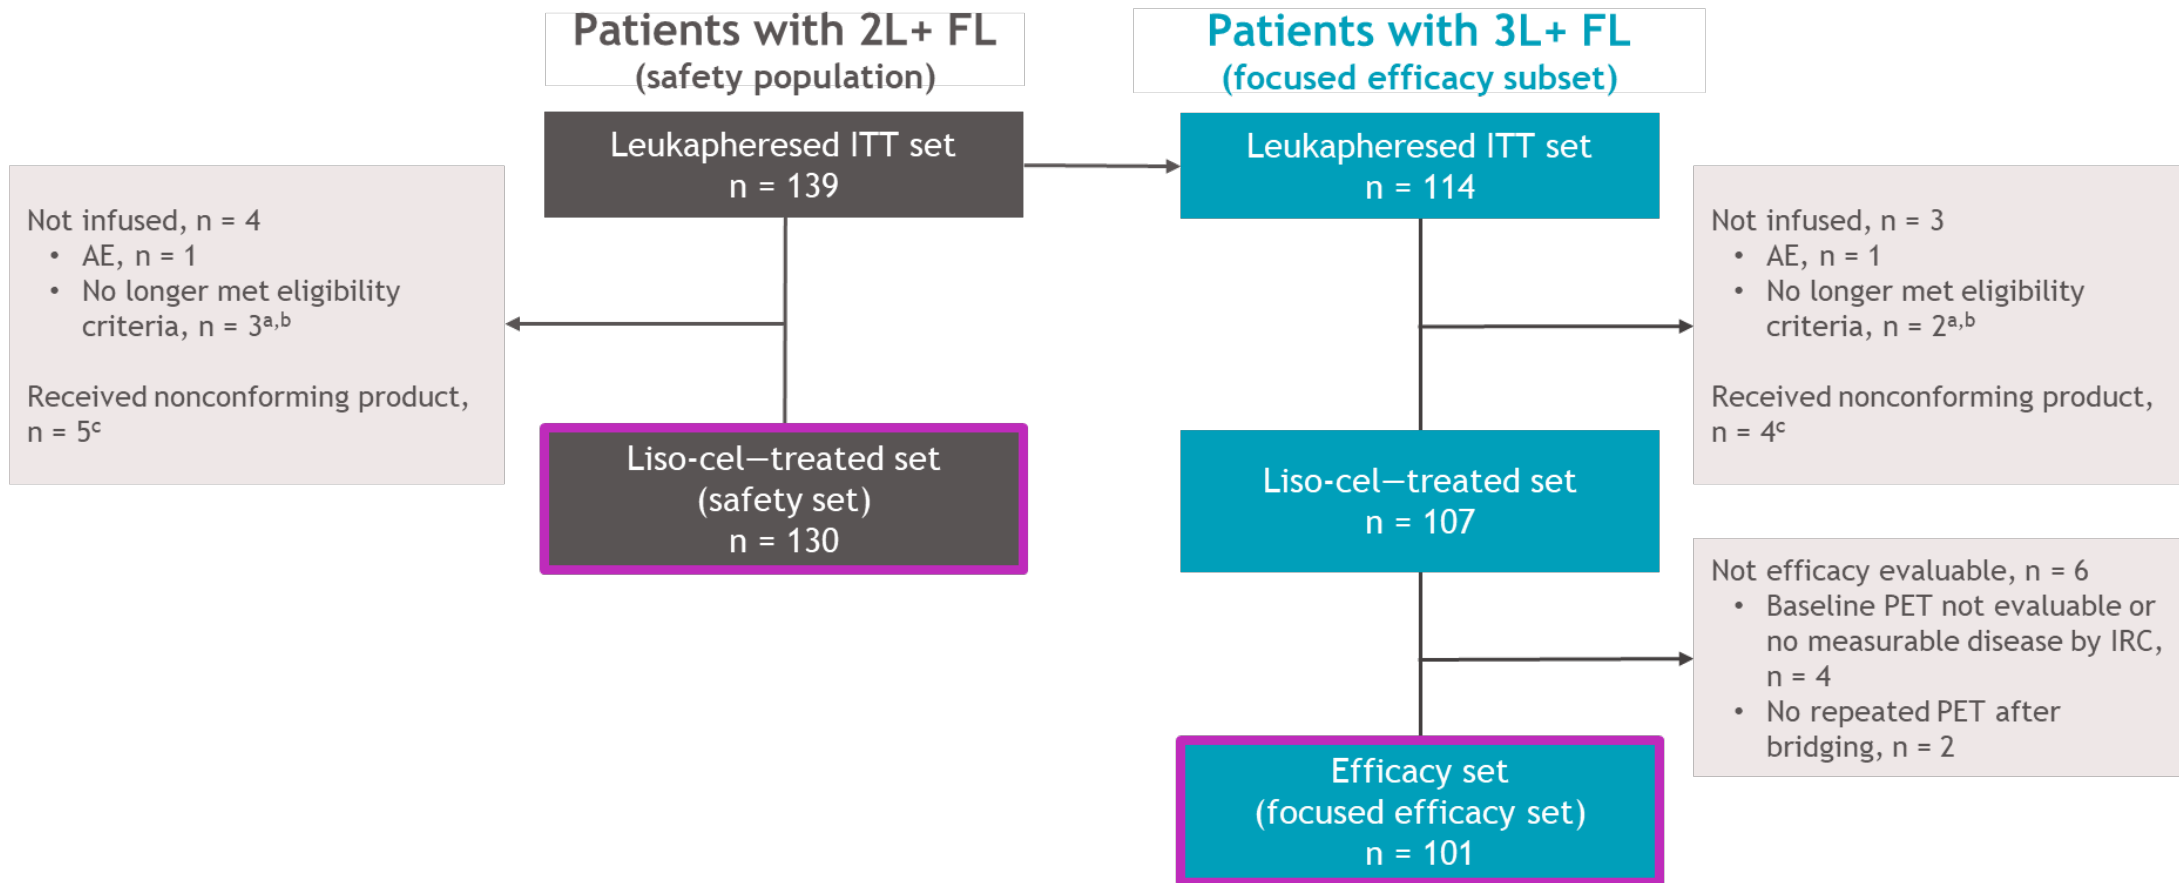 Patients with 2L+ FL
(safety population)
Leukapheresed ITT set
n = 139
Not infused, n = 4
• AE, n = 1
• No longer met eligibility
criteria, n = 3a,b
Received nonconforming product,
n = 5c
Liso-cel—treated set
(safety set)
n = 130
Patients with 3L+ FL
(focused efficacy subset)
Leukapheresed ITT set
n = 114
Not infused, n = 3
• AE, n = 1
• No longer met eligibility
criteria, n = 2a,b
Received nonconforming product,
n = 4c
Liso-cel—treated set
n = 107
Not efficacy evaluable, n = 6
• Baseline PET not evaluable or
no measurable disease by IRC,
n = 4
• No repeated PET after
bridging, n = 2
Efficacy set
(focused efficacy set)
n = 101